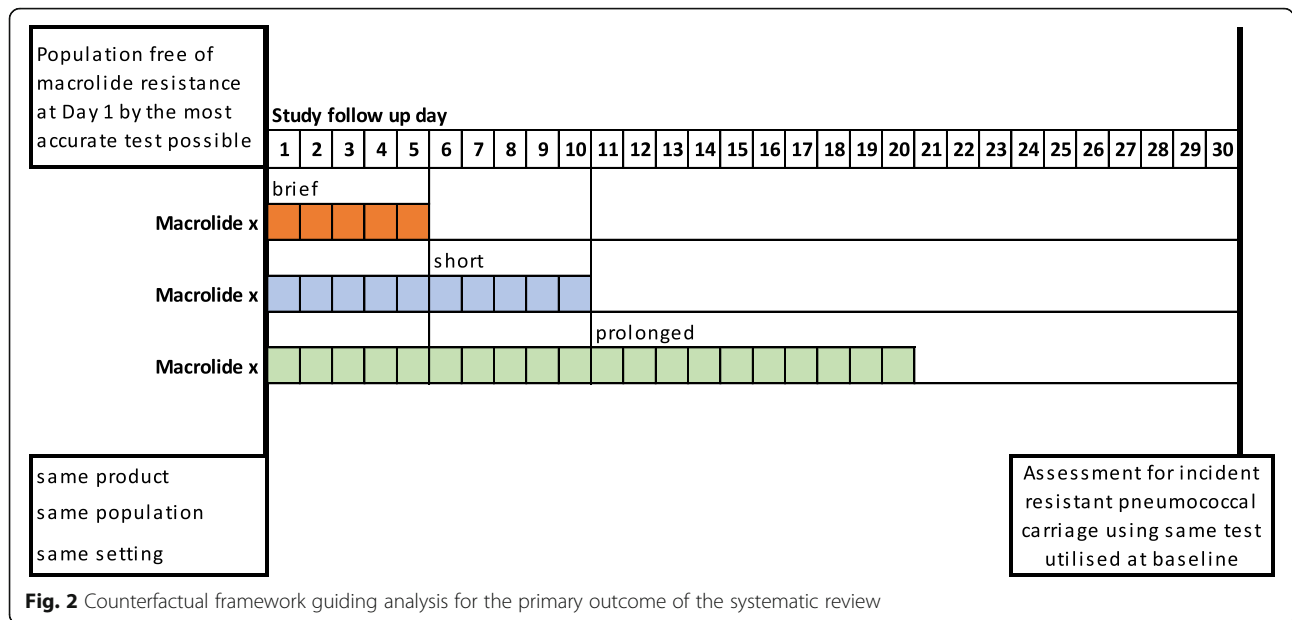 Population free of
macrolide resistance
at Day 1 by the most
accurate test possible
Study follow up day
1 2 3 4 5 6 7 8 9 10 11 12 13 14 15 16 17 18 19 20 21 22 23 24 25 26 27 28 29 30
brief
Macrolide x
short
Macrolide x
prolonged
Macrolide x
same product
same population
same setting
Assessment for incident
resistant pneumococcal
carriage using same test
utilised at baseline
Fig. 2 Counterfactual framework guiding analysis for the primary outcome of the systematic review